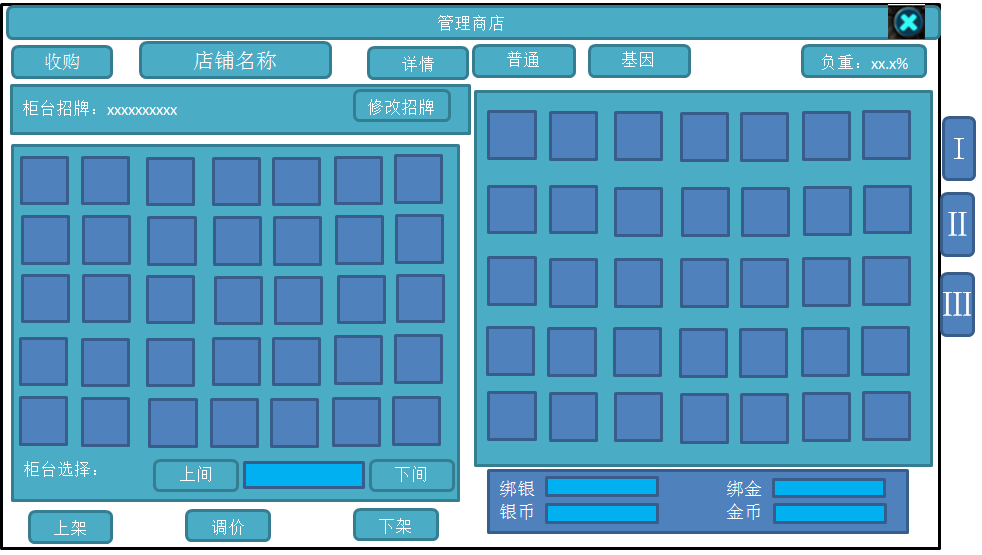 管理商店
收购
店铺名称
详情
普通
基因
负重：xx.x%
柜台招牌：xxxxxxxxxx
修改招牌
I
II
III
柜台选择：
上间
下间
绑银
绑金
银币
金币
上架
调价
下架